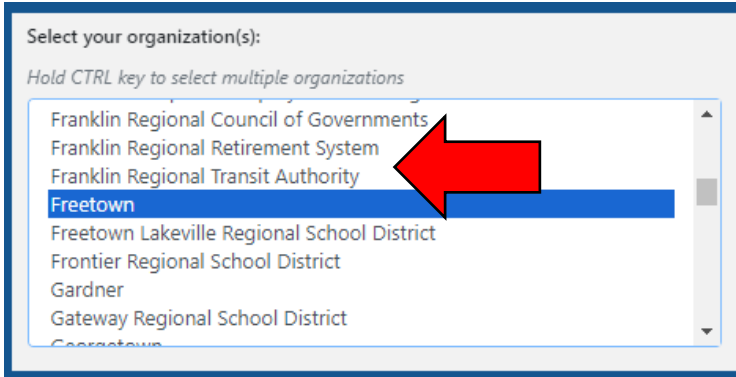 Select your organization(s):
Hold CTRL key to select multiple organizations
Franklin Regional Council of Governments
Franklin Regional Retirement System
Franklin Regional Transit Authority
Freetown
Freetown Lakeville Regional School District
Frontier Regional School District
Gardner
Gateway Regional School District
Georgetown